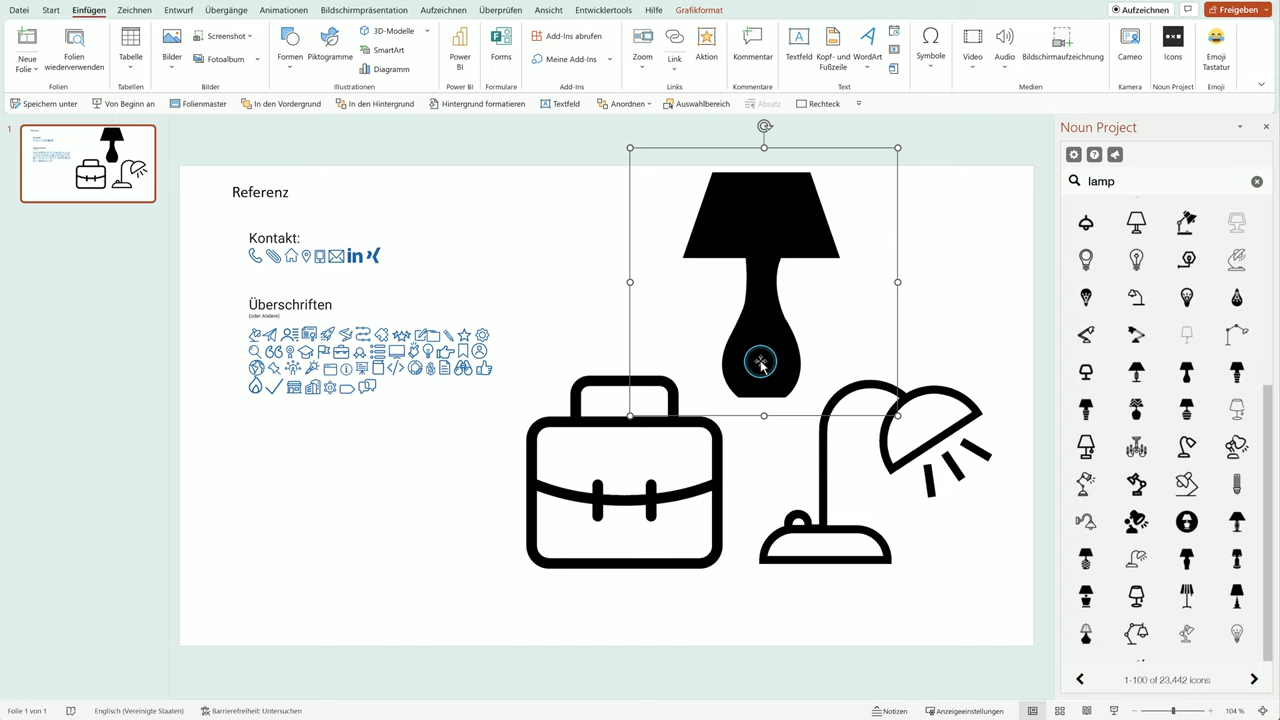 Datei Start Einfügen Zeichnen Entwurf Übergänge Animationen Bildschirmpräsentation Aufzeichnen Überprüfen Ansicht Entwicklertools Hilfe Grafikformat Aufzeichnen Freigeben
Neue Folie
Folien wiederverwenden
Folien
Tabelle
Tabellen
Bilder
Screenshot
Fotoalbum
Bilder
Formen
Piktogramme
3D-Modelle
SmartArt
Diagramm
Illustrationen
Power BI
Power BI
Forms
Formulare
Add-Ins abrufen
Meine Add-Ins
Add-Ins
Zoom
Link
Aktion
Links
Kommentar
Kommentare
Textfeld
Kopf- und Fußzeile
WordArt
Text
Symbole
Video
Audio
Bildschirmaufzeichnung
Medien
Cameo
Kamera
Icons
Noun Project
Emoji Tastatur
Emoji
Speichern unter Von Beginn an Folienmaster In den Vordergrund In den Hintergrund Hintergrund formatieren Textfeld Anordnen Auswahlbereich Absatz Rechteck
1
Referenz
Kontakt:
in
Überschriften
(oder Andere)
Noun Project
lamp
1-100 of 23,442 icons
Folie 1 von 1 Englisch (Vereinigte Staaten) Barrierefreiheit: Untersuchen Notizen Anzeigeeinstellungen 104 %